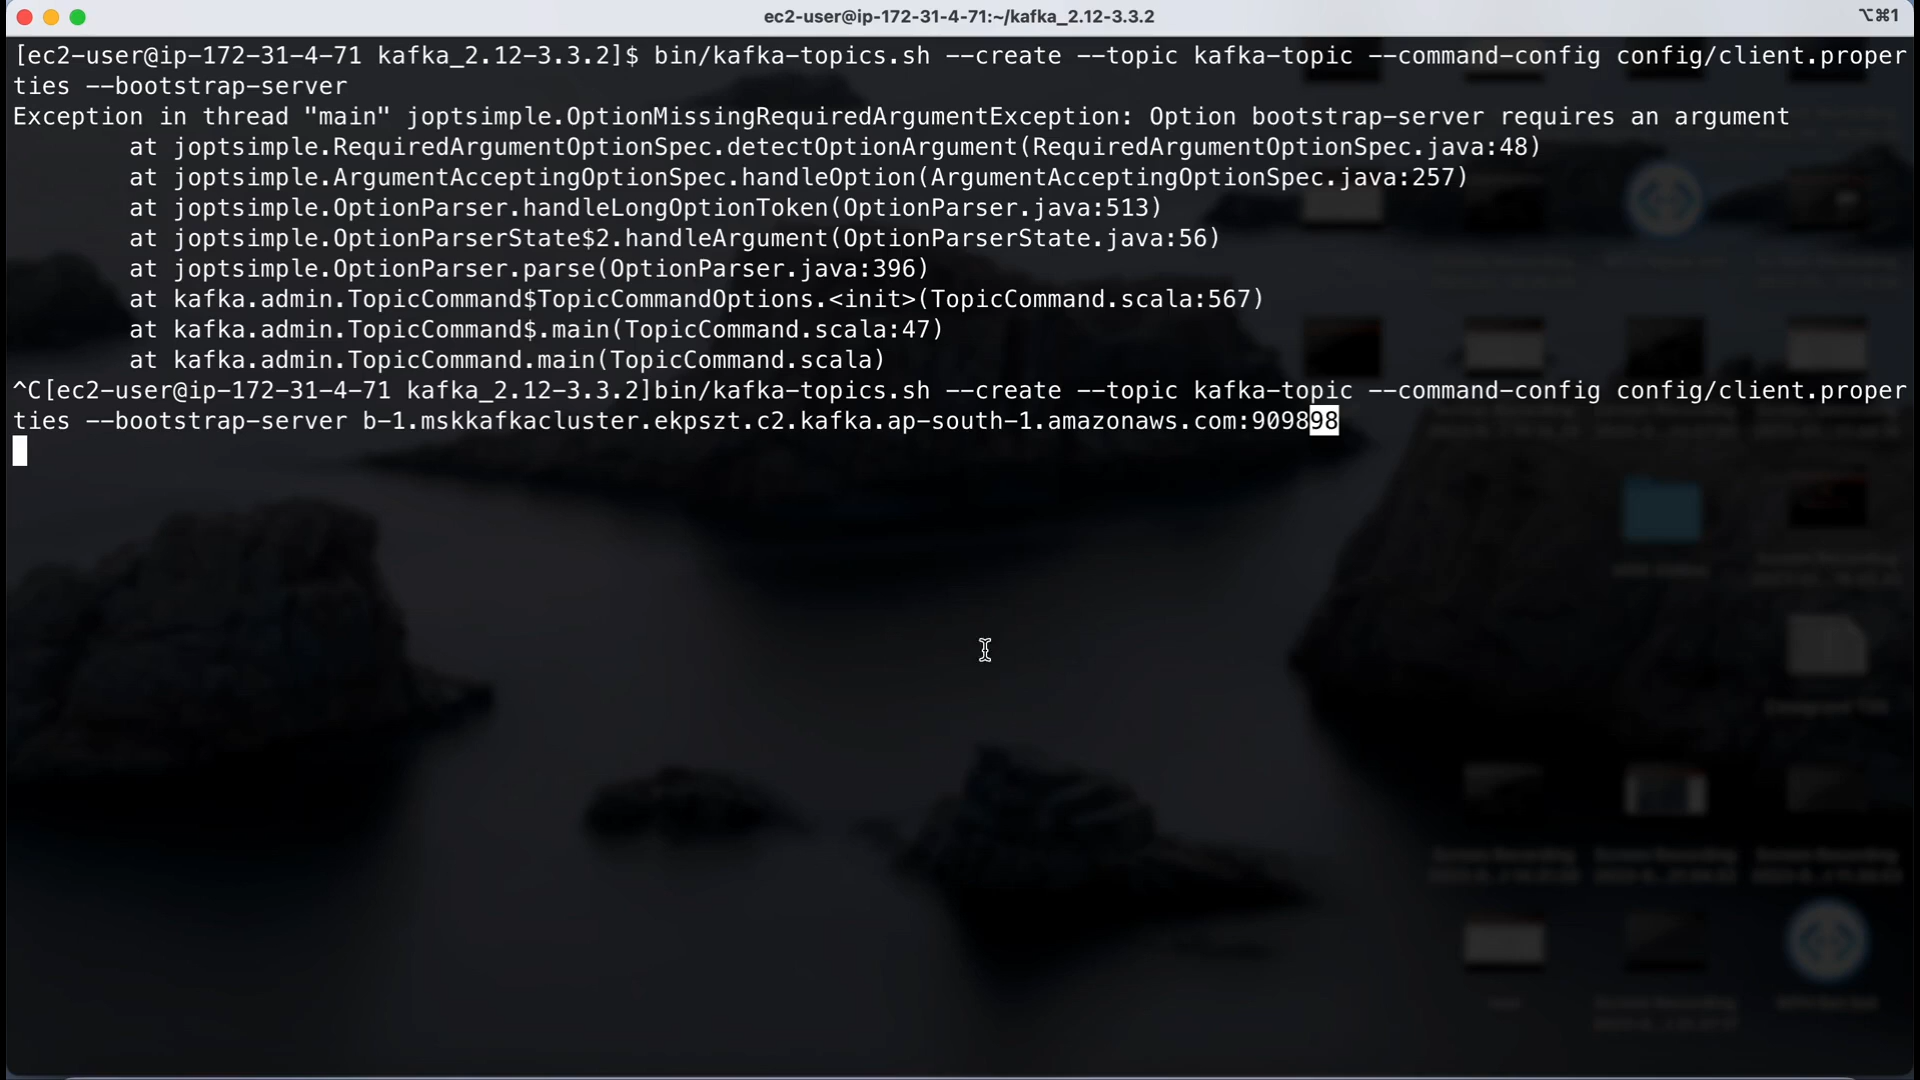 ec2-user@ip-172-31-4-71:~/kafka_2.12-3.3.2
⌥⌘1
[ec2-user@ip-172-31-4-71 kafka_2.12-3.3.2]$ bin/kafka-topics.sh --create --topic kafka-topic --command-config config/client.proper
ties --bootstrap-server
Exception in thread "main" joptsimple.OptionMissingRequiredArgumentException: Option bootstrap-server requires an argument
at joptsimple.RequiredArgumentOptionSpec.detectOptionArgument(RequiredArgumentOptionSpec.java:48)
at joptsimple.ArgumentAcceptingOptionSpec.handleOption(ArgumentAcceptingOptionSpec.java:257)
at joptsimple.OptionParser.handleLongOptionToken(OptionParser.java:513)
at joptsimple.OptionParserState$2.handleArgument(OptionParserState.java:56)
at joptsimple.OptionParser.parse(OptionParser.java:396)
at kafka.admin.TopicCommand$TopicCommandOptions.<init>(TopicCommand.scala:567)
at kafka.admin.TopicCommand$.main(TopicCommand.scala:47)
at kafka.admin.TopicCommand.main(TopicCommand.scala)
^C[ec2-user@ip-172-31-4-71 kafka_2.12-3.3.2]bin/kafka-topics.sh --create --topic kafka-topic --command-config config/client.proper
ties --bootstrap-server b-1.mskkafkacluster.ekpszt.c2.kafka.ap-south-1.amazonaws.com:909898